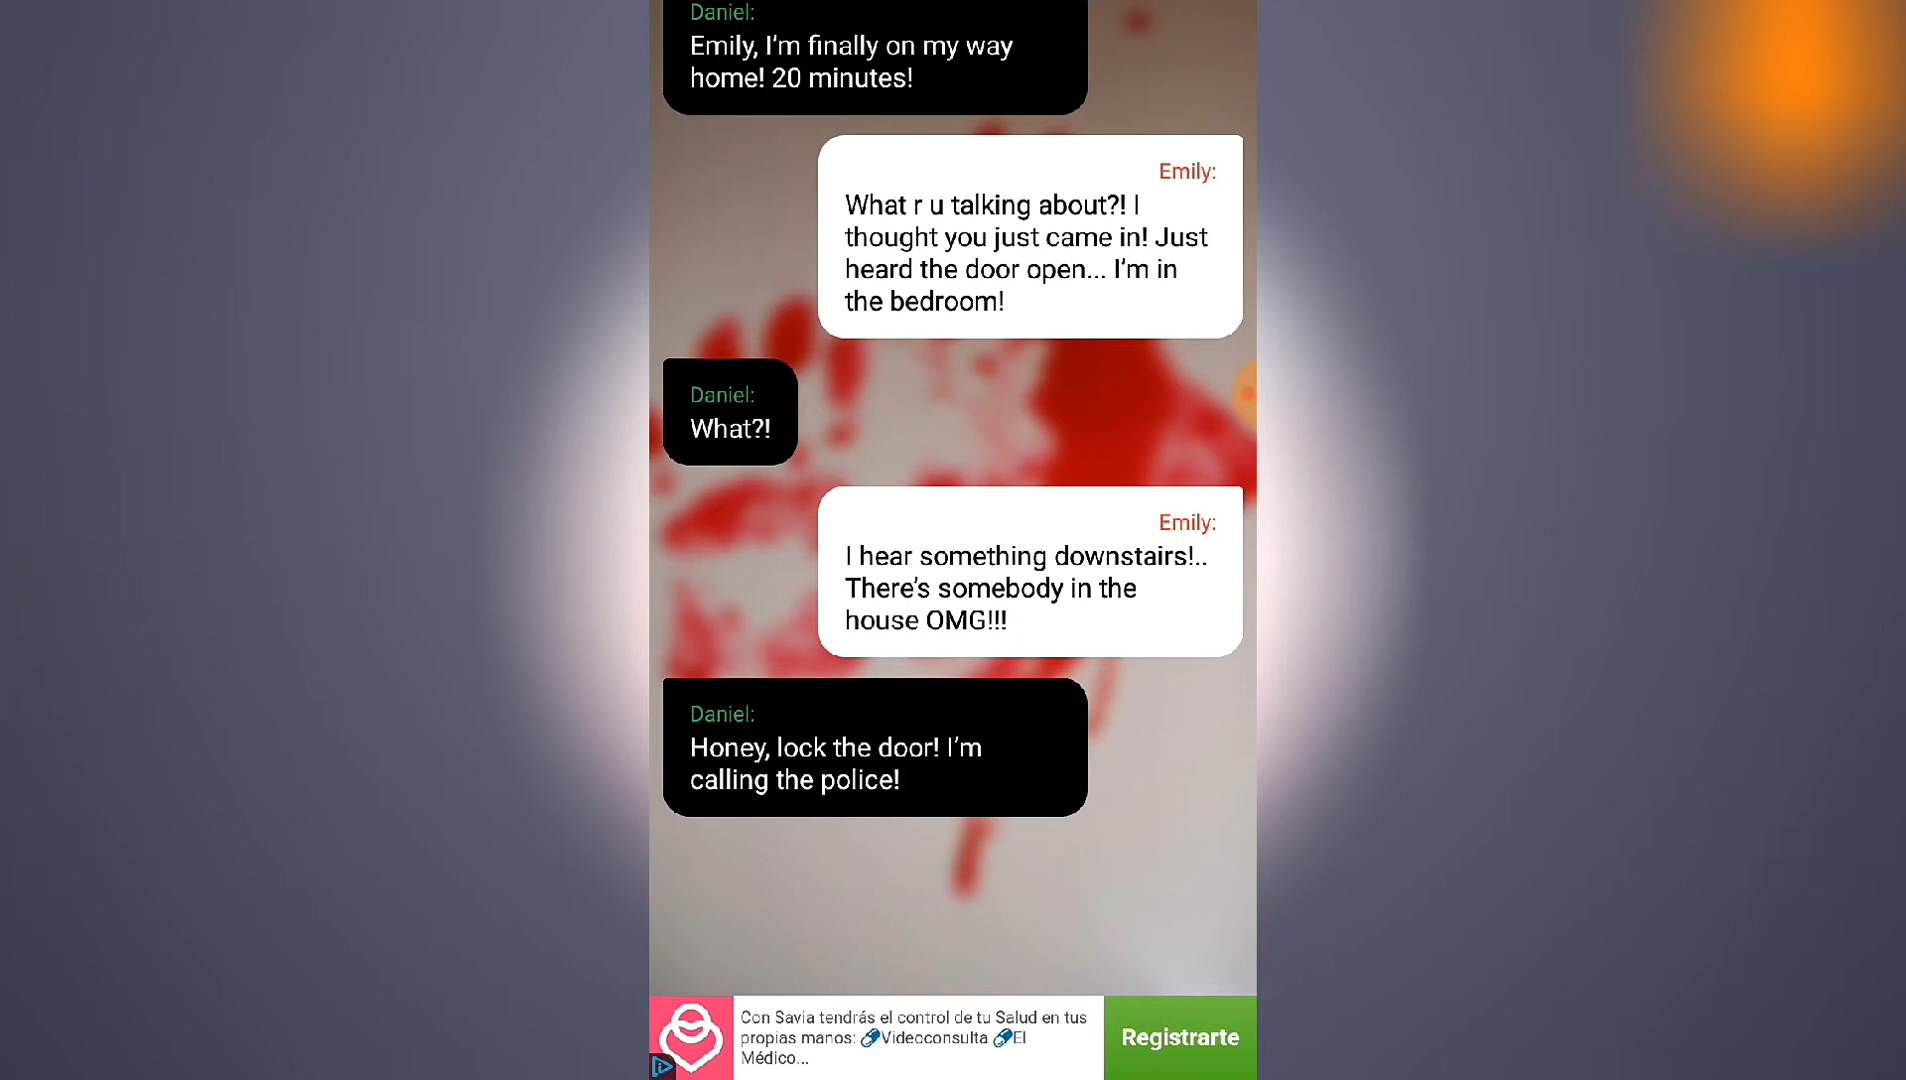 Daniel:
Emily, I’m finally on my way
home! 20 minutes!
Emily:
What r u talking about?! I
thought you just came in! Just
heard the door open... I’m in
the bedroom!
Daniel:
What?!
Emily:
I hear something downstairs!..
There’s somebody in the
house OMG!!!
Daniel:
Honey, lock the door! I’m
calling the police!
Con Savia tendrás el control de tu Salud en tus
propias manos: 💊Videoconsulta 💊El
Médico...
Registrarte